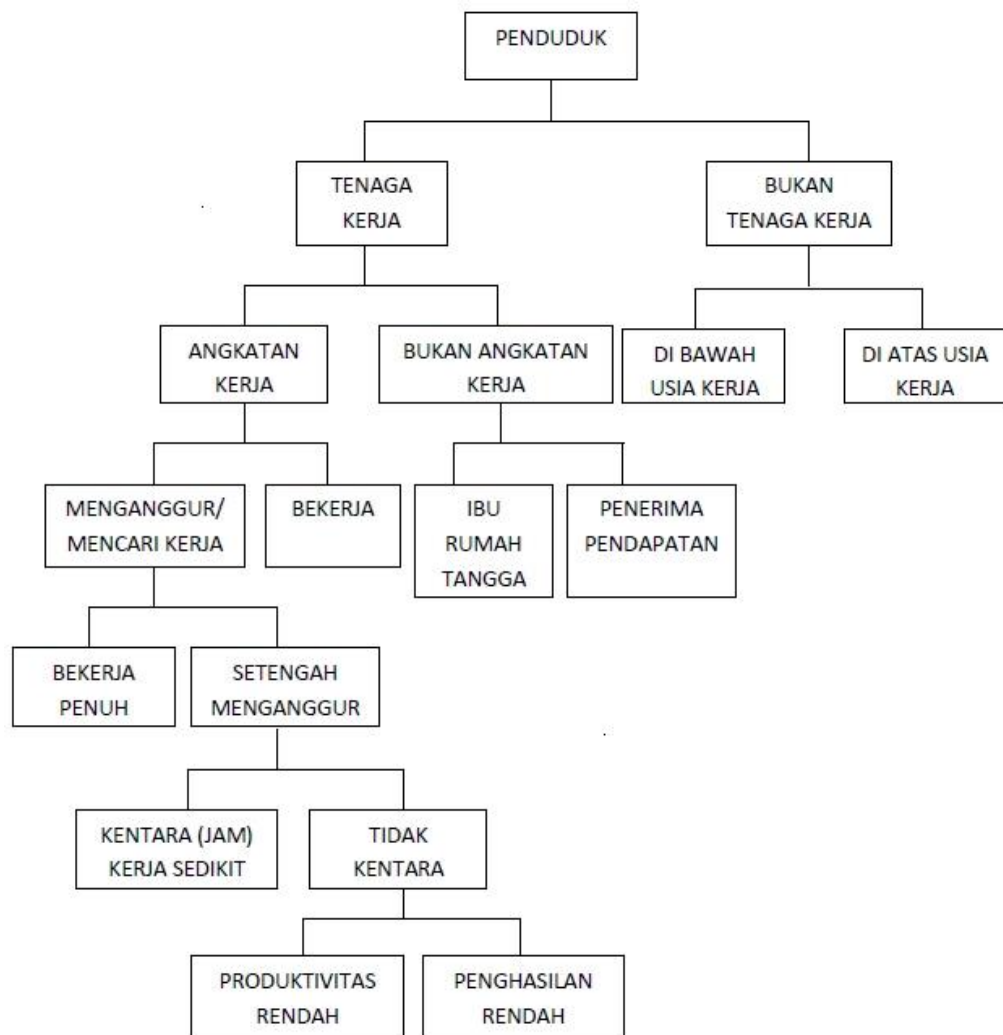 PENDUDUK
TENAGA
KERJA
BUKAN
TENAGA KERJA
ANGKATAN
KERJA
BUKAN ANGKATAN
KERJA
DI BAWAH
USIA KERJA
DI ATAS USIA
KERJA
MENGANGGUR/
MENCARI KERJA
BEKERJA
IBU
RUMAH
TANGGA
PENERIMA
PENDAPATAN
BEKERJA
PENUH
SETENGAH
MENGANGGUR
KENTARA (JAM)
KERJA SEDIKIT
TIDAK
KENTARA
PRODUKTIVITAS
RENDAH
PENGHASILAN
RENDAH